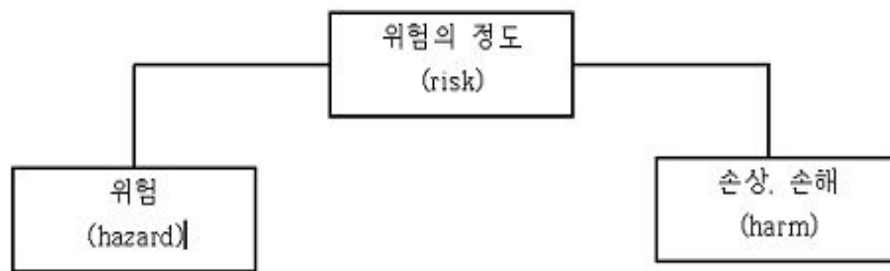 위험의 정도
(risk)
위험
(hazard)
손상, 손해
(harm)